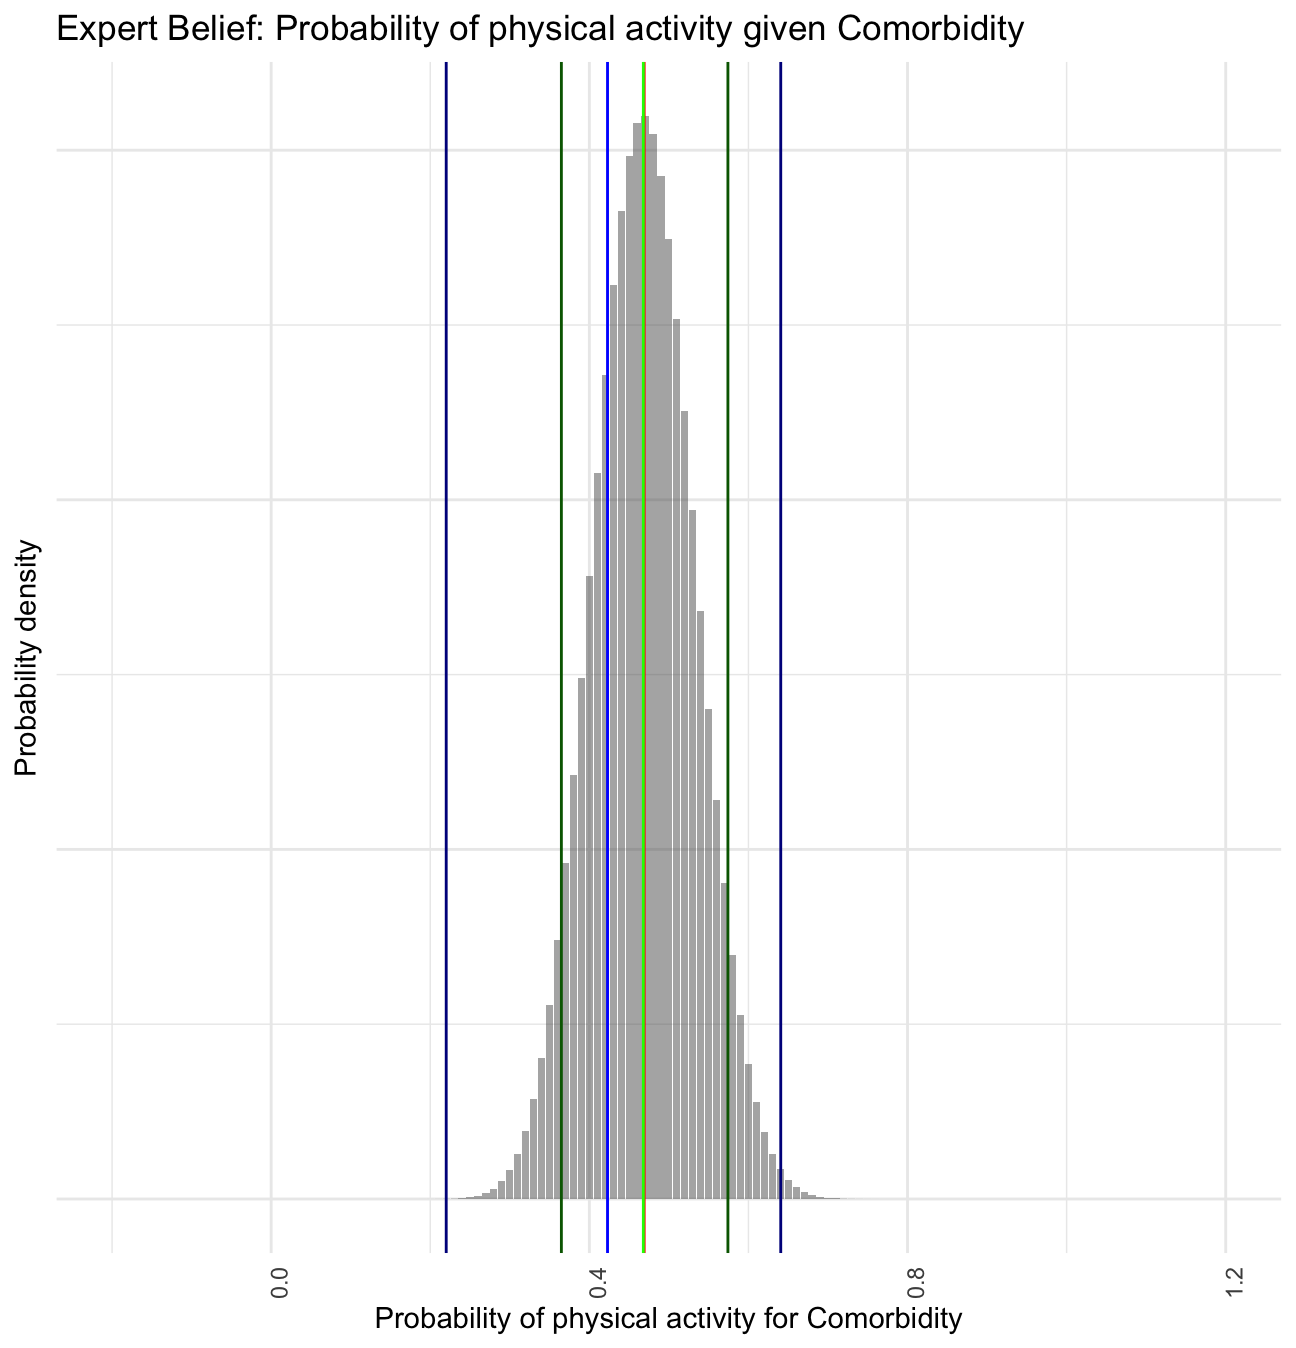 Expert Belief: Probability of physical activity given Comorbidity
Probability density
0.0
0.4
0.8
1.2
Probability of physical activity for Comorbidity